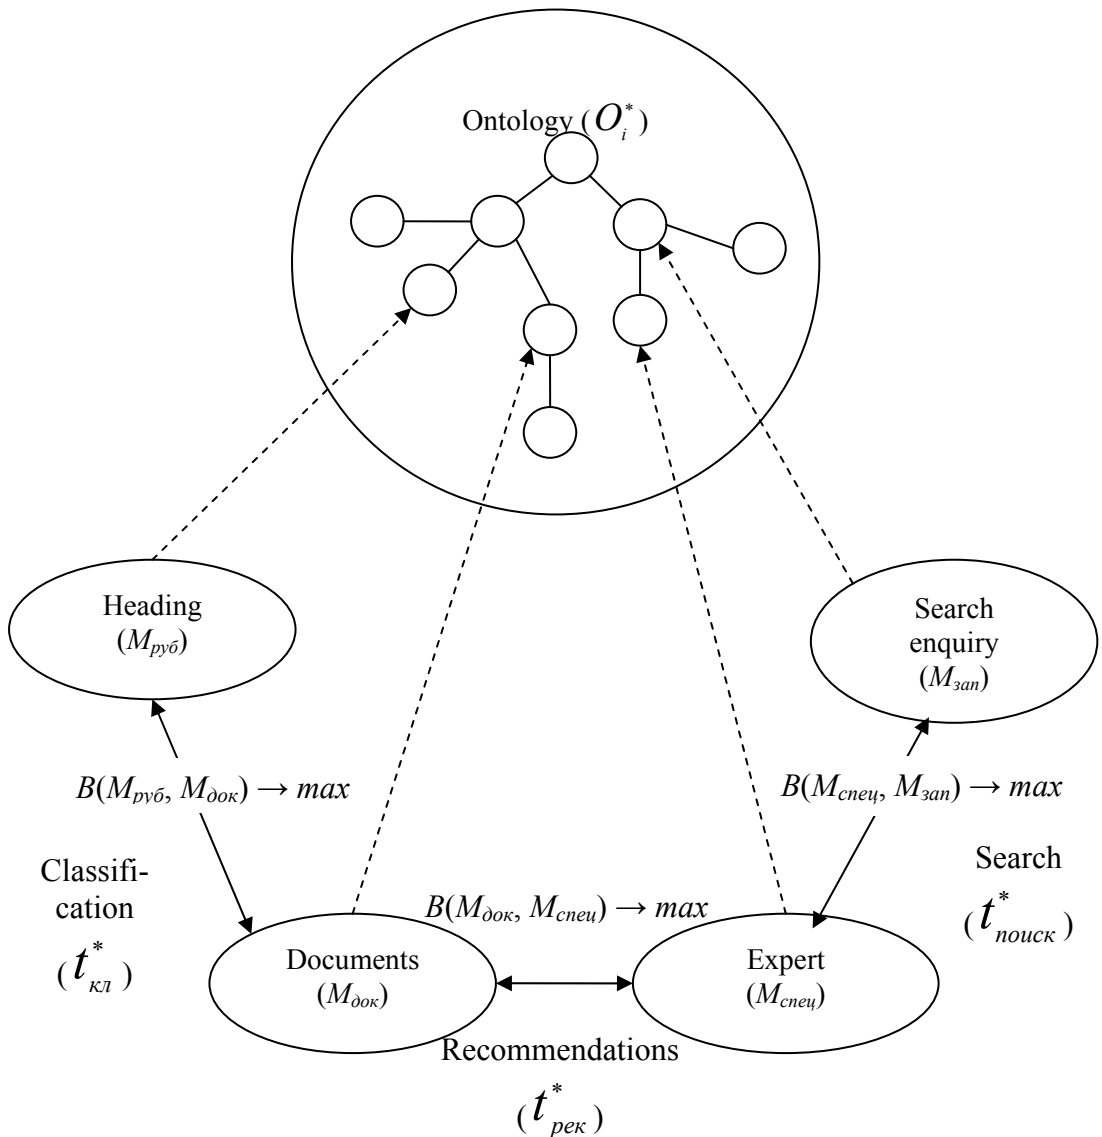 Ontology (O*i)
Heading
(Mруб)
Search
enquiry
(Mзап)
B(Mруб, Mдок) → max
B(Mспец, Mзап) → max
Classifi-
cation
(t*кл)
Search
(t*поиск)
B(Mдок, Mспец) → max
Documents
(Mдок)
Expert
(Mспец)
Recommendations
(t*рек)